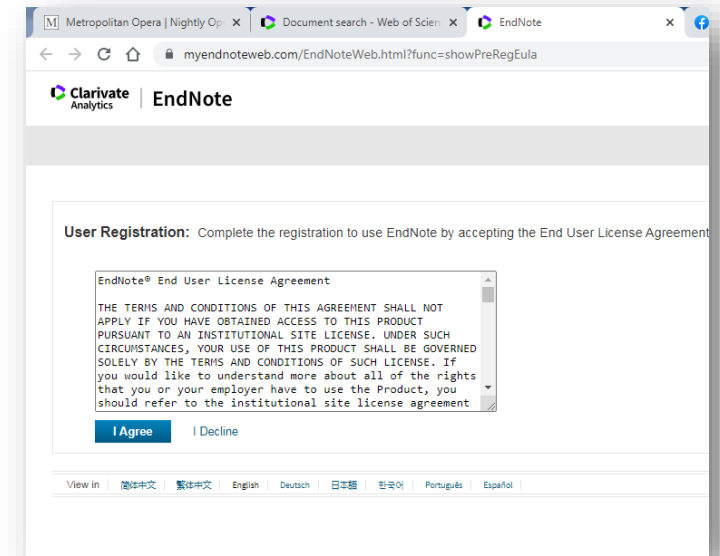 Metropolitan Opera | Nightly Op
Document search - Web of Scien
EndNote
myendnoteweb.com/EndNoteWeb.html?func=showPreRegEula
Clarivate
Analytics
EndNote
User Registration: Complete the registration to use EndNote by accepting the End User License Agreement
EndNote® End User License Agreement
THE TERMS AND CONDITIONS OF THIS AGREEMENT SHALL NOT
APPLY IF YOU HAVE OBTAINED ACCESS TO THIS PRODUCT
PURSUANT TO AN INSTITUTIONAL SITE LICENSE. UNDER SUCH
CIRCUMSTANCES, YOUR USE OF THIS PRODUCT SHALL BE GOVERNED
SOLELY BY THE TERMS AND CONDITIONS OF SUCH LICENSE. If
you would like to understand more about all of the rights
that you or your employer have to use the Product, you
should refer to the institutional site license agreement
I Agree
I Decline
View in | 简体中文 | 繁体中文 | English | Deutsch | 日本語 | 한국어 | Português | Español |